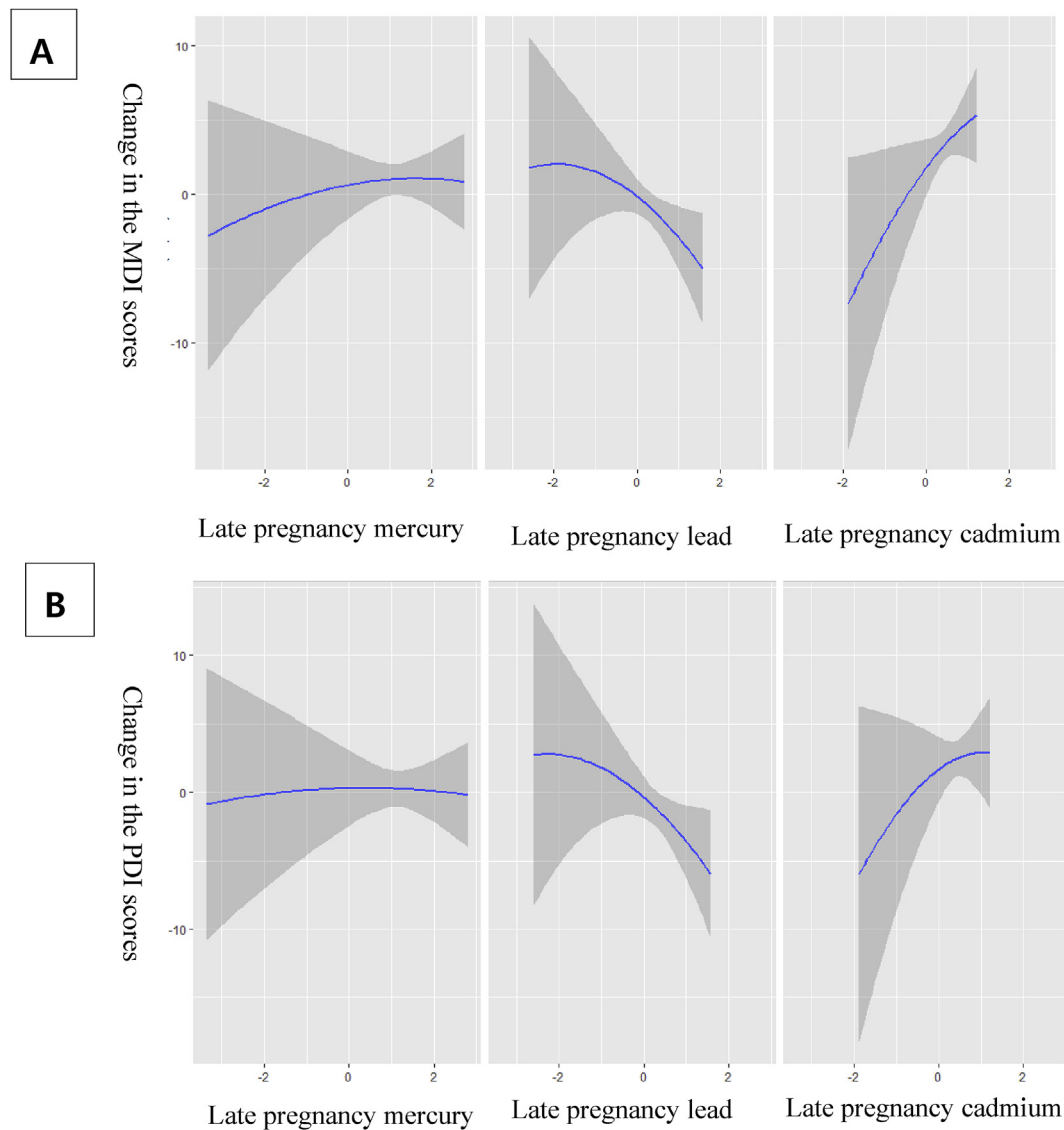 A
Change in the MDI scores
10
0
-10
-2 0 2 -2 0 2 -2 0 2
Late pregnancy mercury Late pregnancy lead Late pregnancy cadmium
B
Change in the PDI scores
10
0
-10
-2 0 2 -2 0 2 -2 0 2
Late pregnancy mercury Late pregnancy lead Late pregnancy cadmium